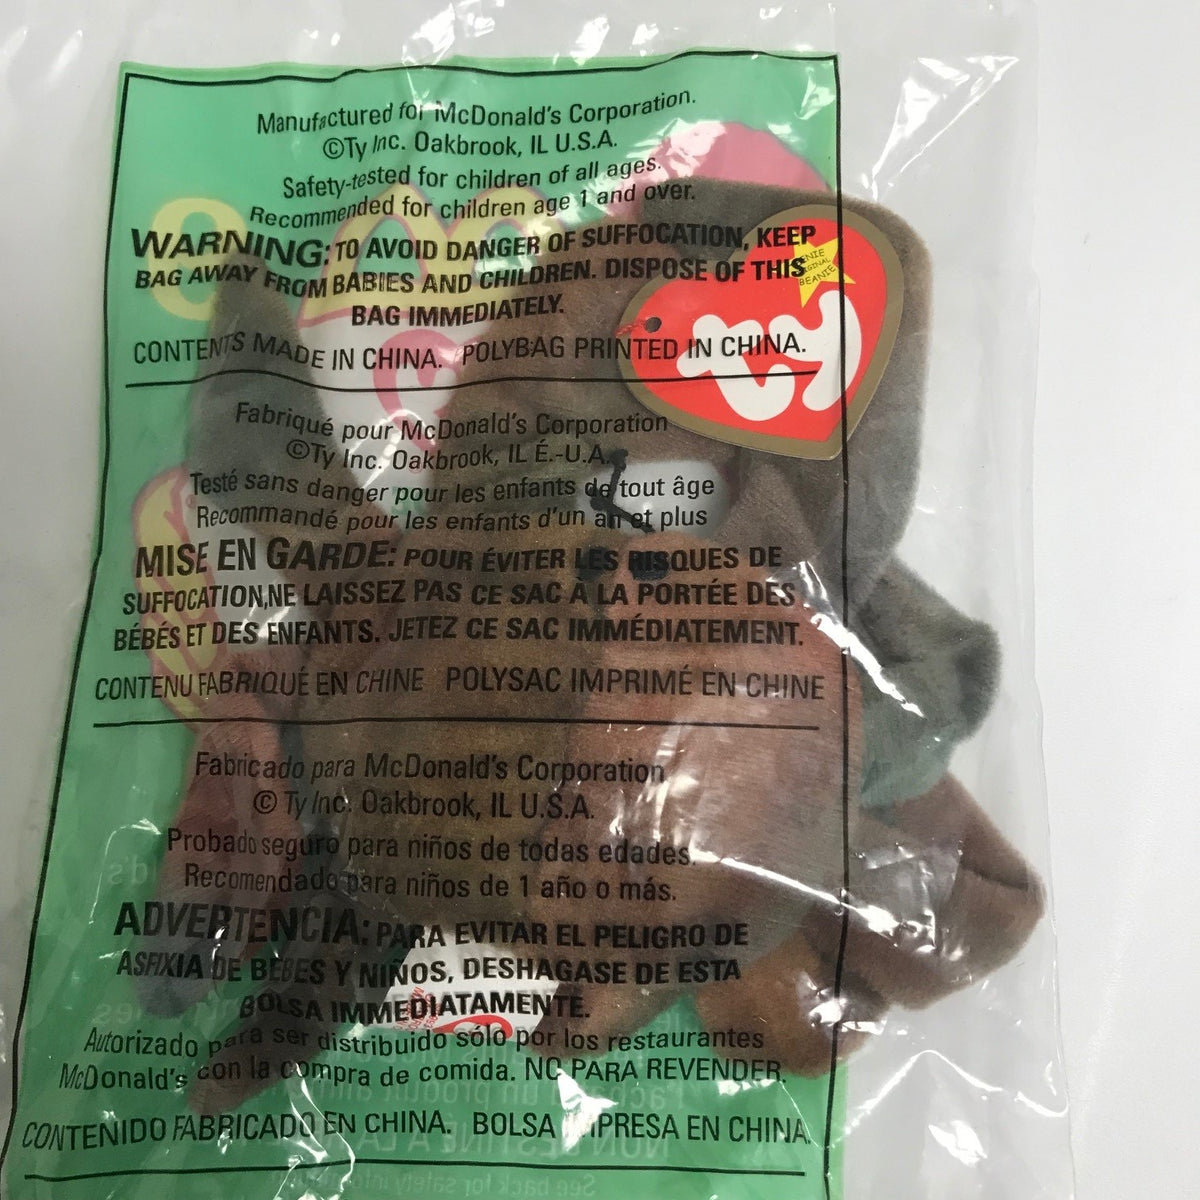 Manufactured for McDonald's Corporation.
©Ty Inc. Oakbrook, IL U.S.A.
Safety-tested for children of all ages.
Recommended for children age 1 and over.
WARNING: TO AVOID DANGER OF SUFFOCATION, KEEP
BAG AWAY FROM BABIES AND CHILDREN. DISPOSE OF THIS
BAG IMMEDIATELY.
CONTENTS MADE IN CHINA. POLYBAG PRINTED IN CHINA.
BEANIE
ORIGINAL
BEANIE
ty
Fabriqué pour McDonald's Corporation
©Ty Inc. Oakbrook, IL É.-U.A.
Testé sans danger pour les enfants de tout âge
Recommandé pour les enfants d'un an et plus
MISE EN GARDE: POUR ÉVITER LES RISQUES DE
SUFFOCATION,NE LAISSEZ PAS CE SAC À LA PORTÉE DES
BÉBÉS ET DES ENFANTS. JETEZ CE SAC IMMÉDIATEMENT.
CONTENU FABRIQUÉ EN CHINE POLYSAC IMPRIMÉ EN CHINE
Fabricado para McDonald's Corporation
© Ty Inc. Oakbrook, IL U.S.A.
Probado seguro para niños de todas edades.
Recomendado para niños de 1 año o más.
ADVERTENCIA: PARA EVITAR EL PELIGRO DE
ASFIXIA DE BEBES Y NIÑOS, DESHAGASE DE ESTA
BOLSA IMMEDIATAMENTE.
Autorizado para ser distribuido sólo por los restaurantes
McDonald's con la compra de comida. NO PARA REVENDER.
CONTENIDO FABRICADO EN CHINA. BOLSA IMPRESA EN CHINA.
See back for safety information